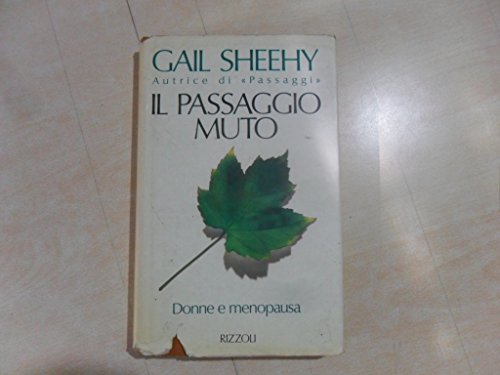 GAIL SHEEHY
Autrice di «Passaggi»
IL PASSAGGIO
MUTO
Donne e menopausa
RIZZOLI